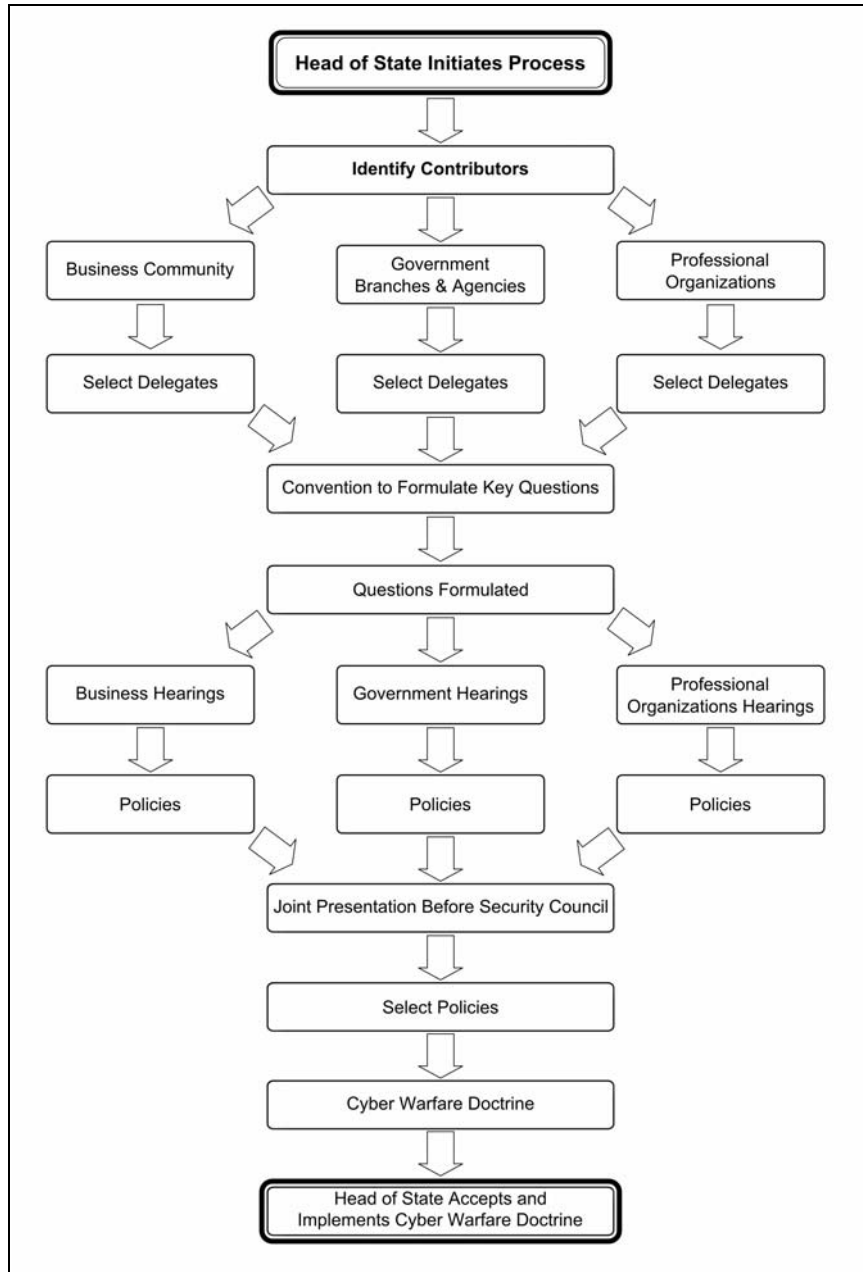 Head of State Initiates Process
Identify Contributors
Business Community
Government
Branches & Agencies
Professional
Organizations
Select Delegates
Select Delegates
Select Delegates
Convention to Formulate Key Questions
Questions Formulated
Business Hearings
Government Hearings
Professional
Organizations Hearings
Policies
Policies
Policies
Joint Presentation Before Security Council
Select Policies
Cyber Warfare Doctrine
Head of State Accepts and
Implements Cyber Warfare Doctrine